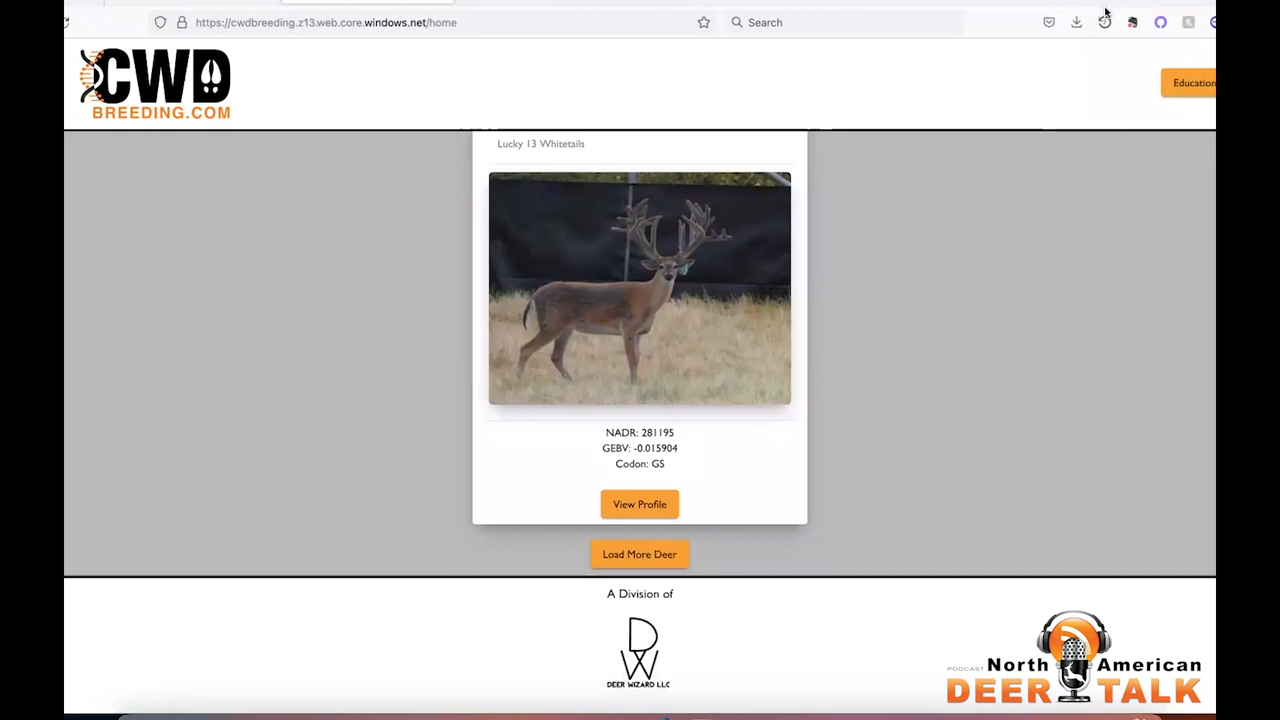 https://cwdbreeding.z13.web.core.windows.net/home
Search
CWD
BREEDING.COM
Education
Lucky 13 Whitetails
NADR: 281195
GEBV: -0.015904
Codon: GS
View Profile
Load More Deer
A Division of
DW
DEER WIZARD LLC
PODCAST North American
DEER TALK